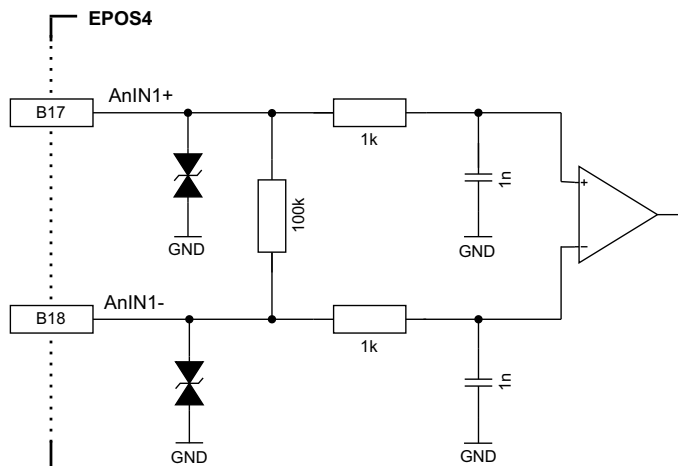 EPOS4
AnIN1+
B17
1k
1n
+
GND
100k
GND
−
AnIN1-
B18
1k
1n
GND
GND